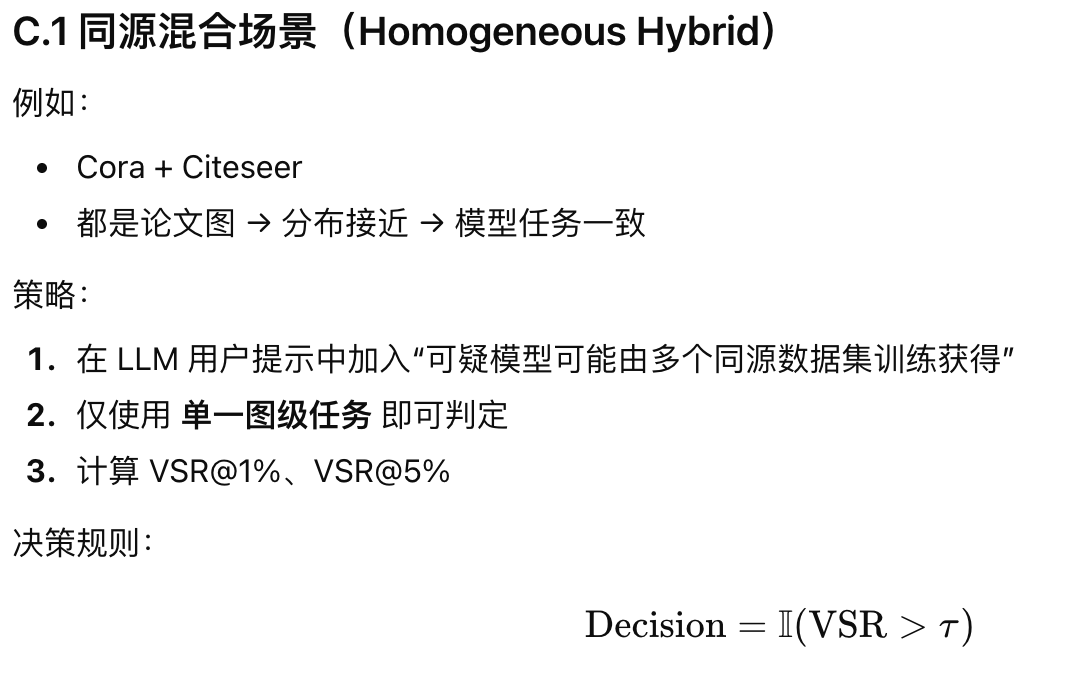 C.1 同源混合场景（Homogeneous Hybrid）
例如：
• Cora + Citeseer
• 都是论文图 → 分布接近 → 模型任务一致
策略：
1. 在 LLM 用户提示中加入“可疑模型可能由多个同源数据集训练获得”
2. 仅使用 单一图级任务 即可判定
3. 计算 VSR@1%、VSR@5%
决策规则：
Decision = 𝕀(VSR > τ)